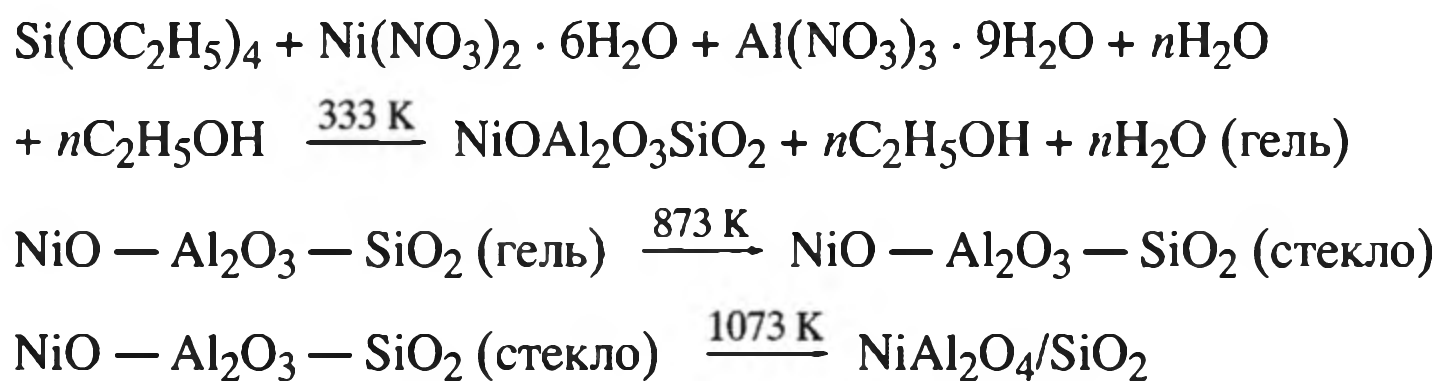 Si(OC₂H₅)₄ + Ni(NO₃)₂ · 6H₂O + Al(NO₃)₃ · 9H₂O + nH₂O
+ nC₂H₅OH 333 K → NiOAl₂O₃SiO₂ + nC₂H₅OH + nH₂O (гель)
NiO — Al₂O₃ — SiO₂ (гель) 873 K → NiO — Al₂O₃ — SiO₂ (стекло)
NiO — Al₂O₃ — SiO₂ (стекло) 1073 K → NiAl₂O₄/SiO₂